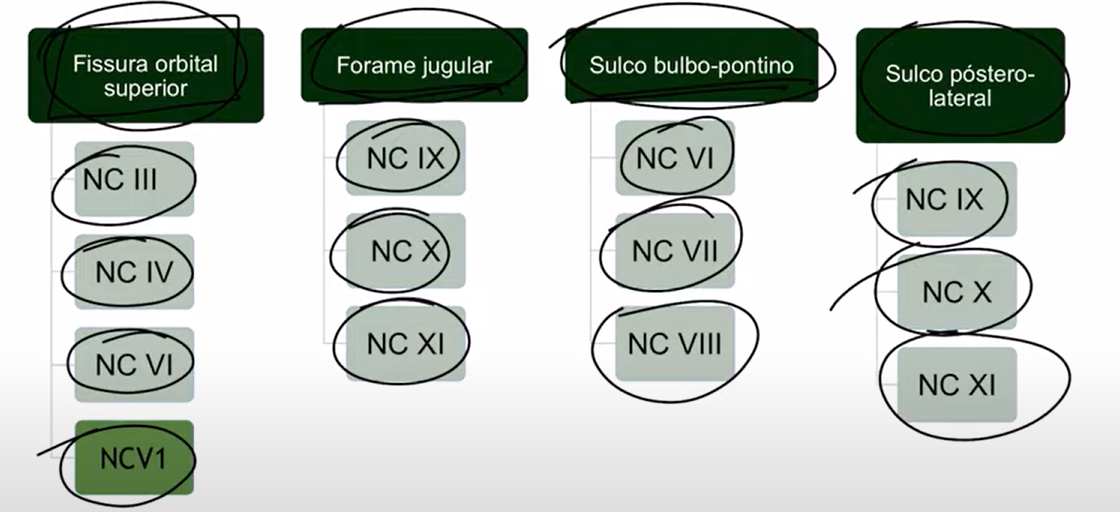 Fissura orbital
superior
NC III
NC IV
NC VI
NCV1
Forame jugular
NC IX
NC X
NC XI
Sulco bulbo-pontino
NC VI
NC VII
NC VIII
Sulco póstero-
lateral
NC IX
NC X
NC XI